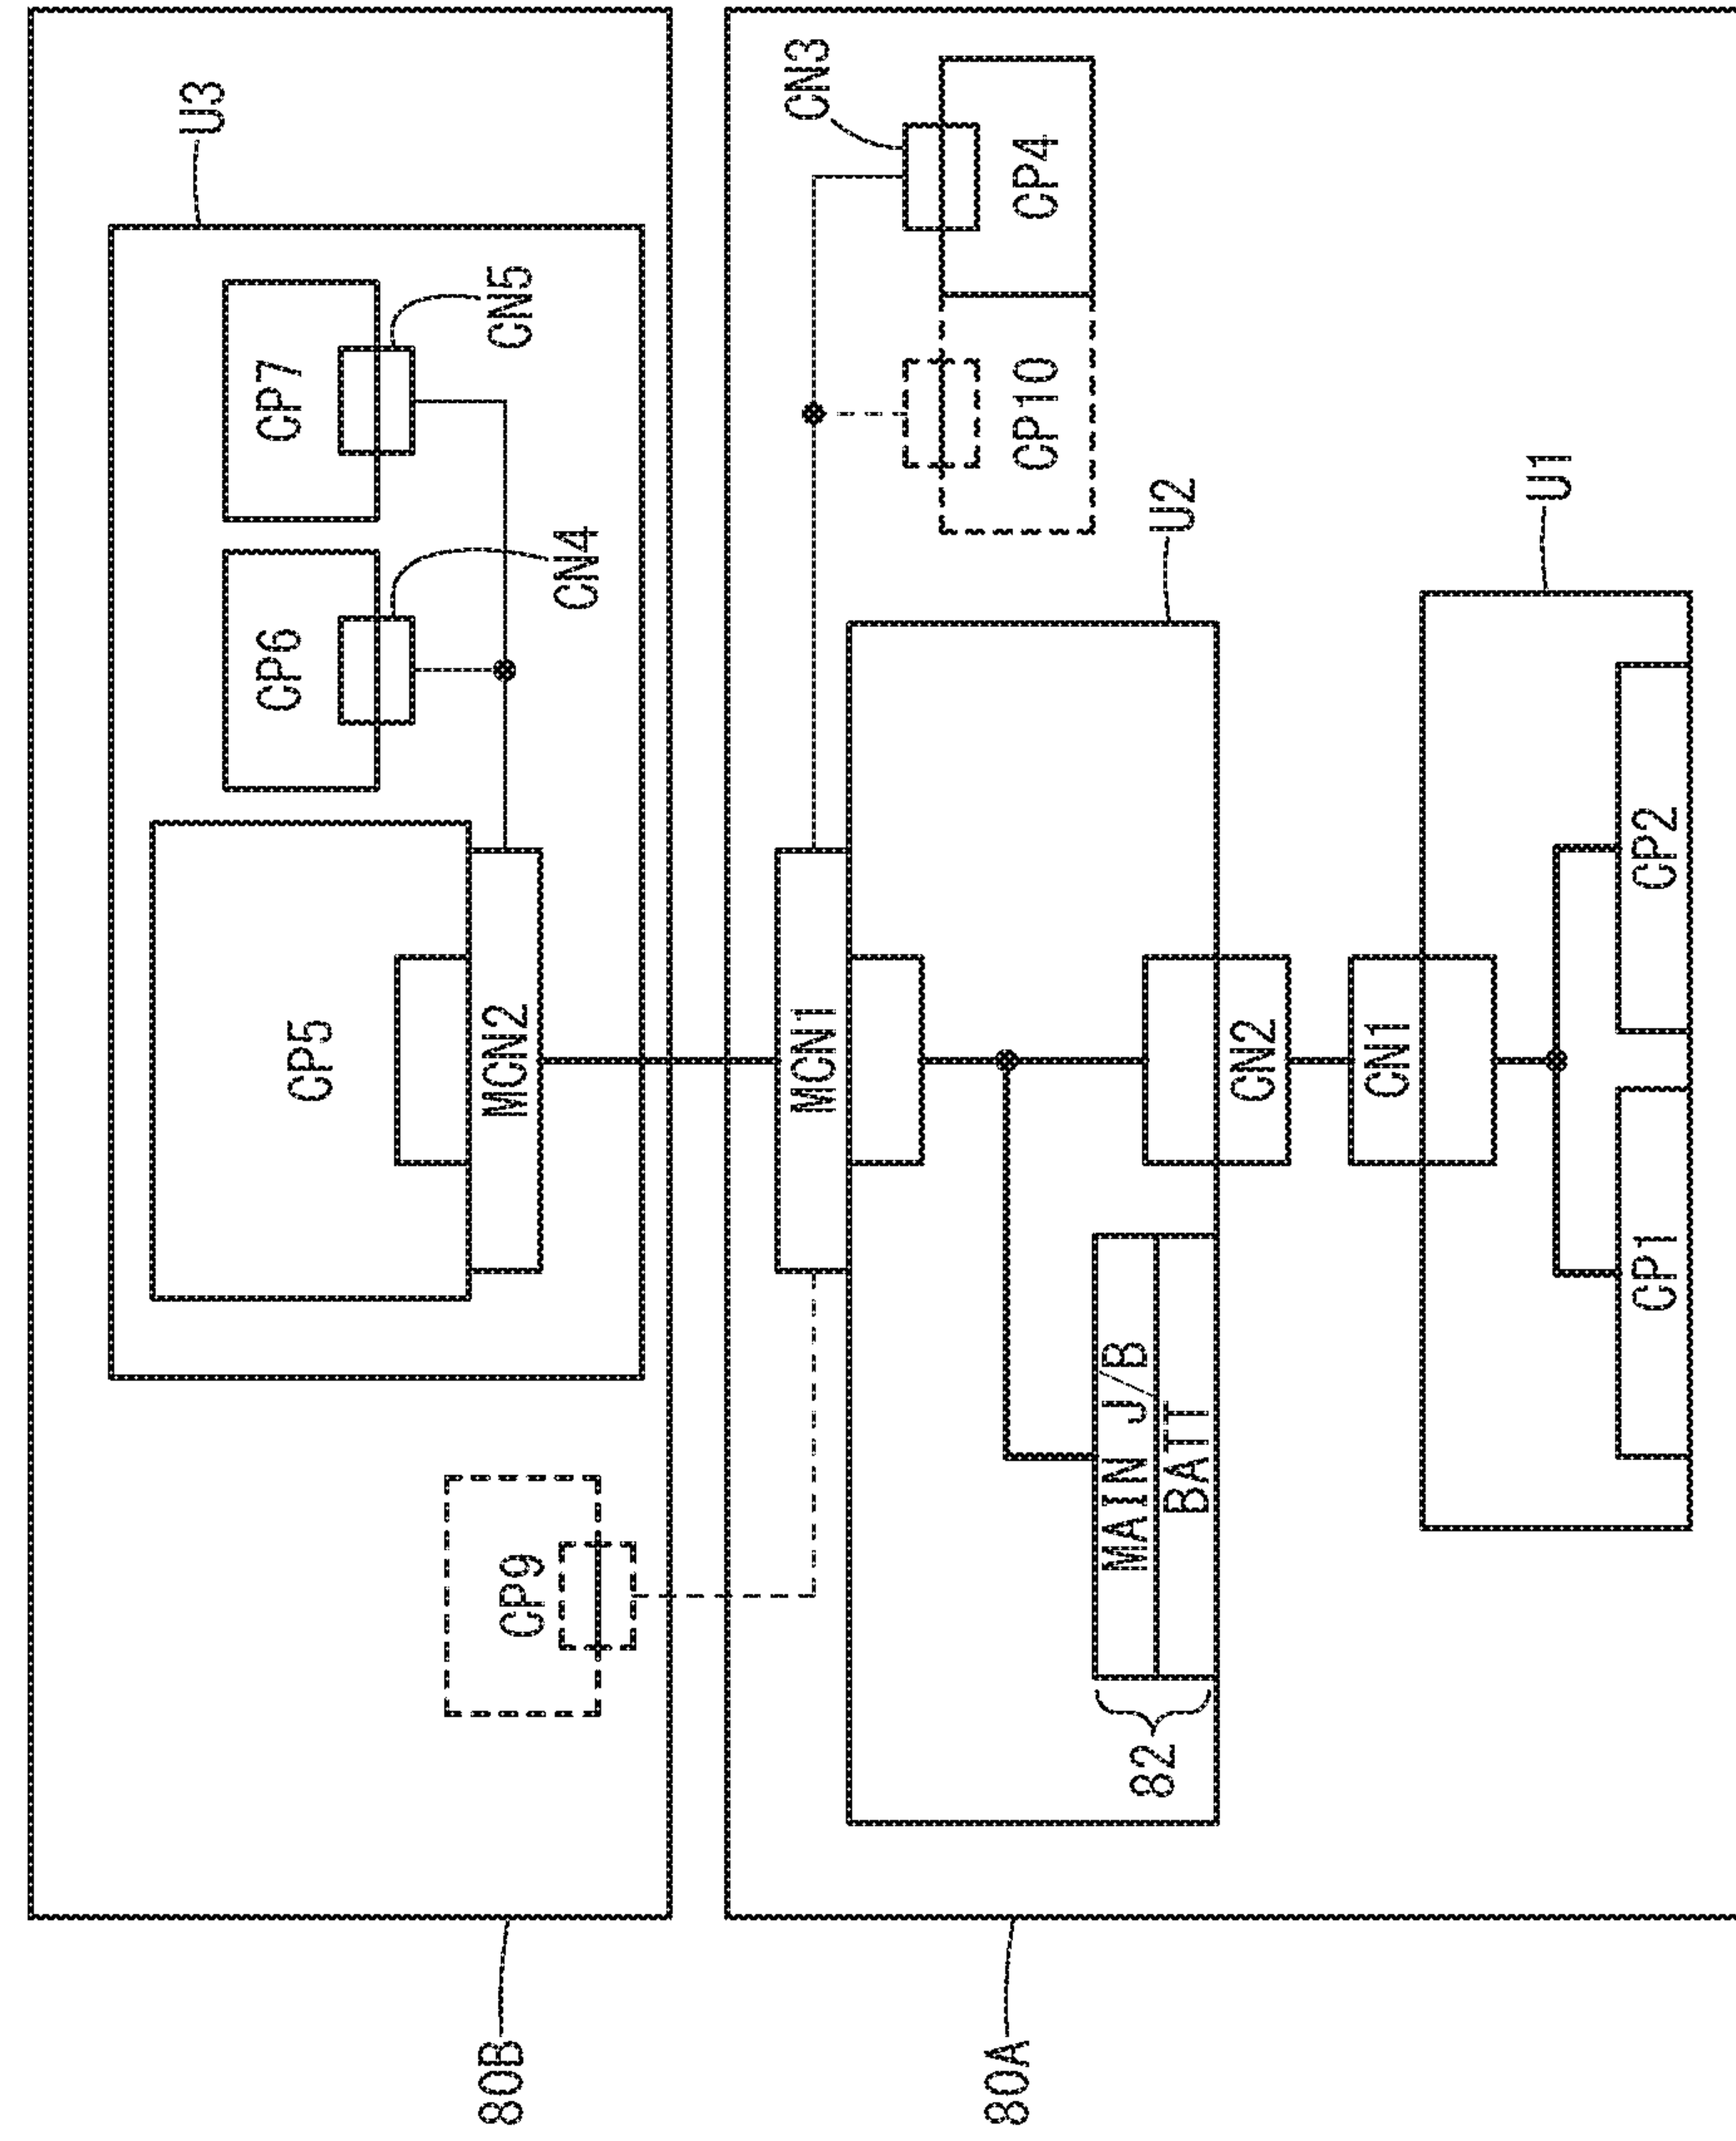 U3
CP7
CN5
CP6
CN4
CP5
MCN2
CP9
80B
CN3
CP4
CP10
U2
MCN1
CN2
MAIN J/B
BATT
82
U1
CN1
CP2
CP1
80A